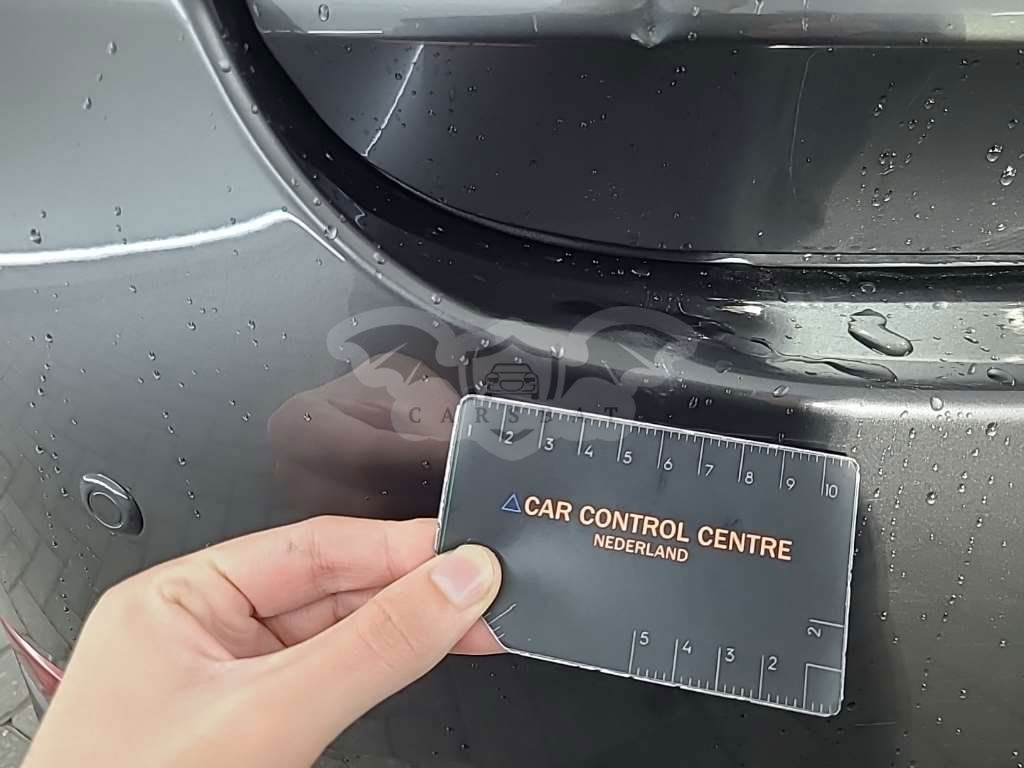 CARSBAT
1 2 3 4 5 6 7 8 9 10
CAR CONTROL CENTRE
NEDERLAND
5 4 3 2
2